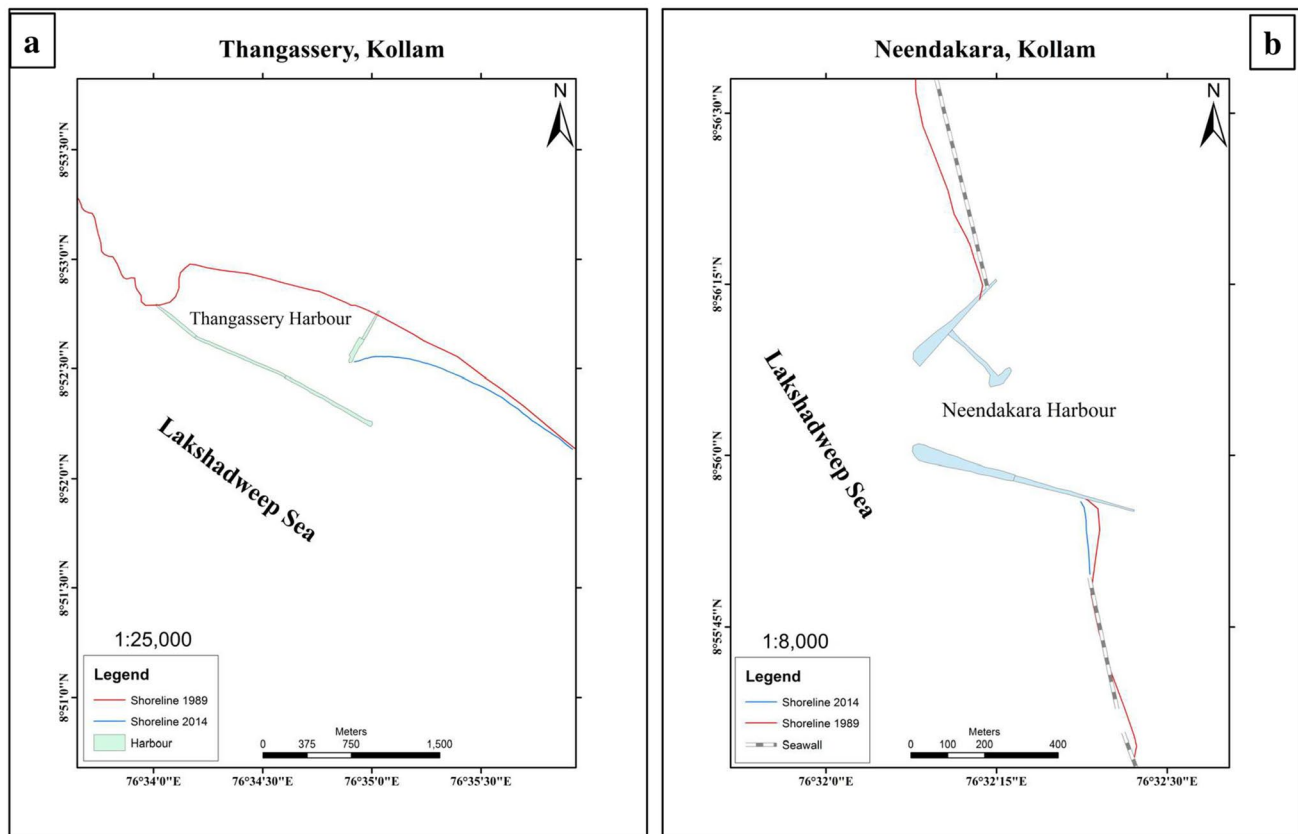 a
Thangassery, Kollam
N
8°53'30"N
8°53'0"N
8°52'30"N
8°52'0"N
8°51'30"N
8°51'0"N
Thangassery Harbour
Lakshadweep Sea
1:25,000
Legend
Shoreline 1989
Shoreline 2014
Harbour
Meters
0 375 750 1,500
76°34'0"E 76°34'30"E 76°35'0"E 76°35'30"E
b
Neendakara, Kollam
N
8°56'30"N
8°56'15"N
8°56'0"N
8°55'45"N
Lakshadweep Sea
Neendakara Harbour
1:8,000
Legend
Shoreline 2014
Shoreline 1989
Seawall
Meters
0 100 200 400
76°32'0"E 76°32'15"E 76°32'30"E